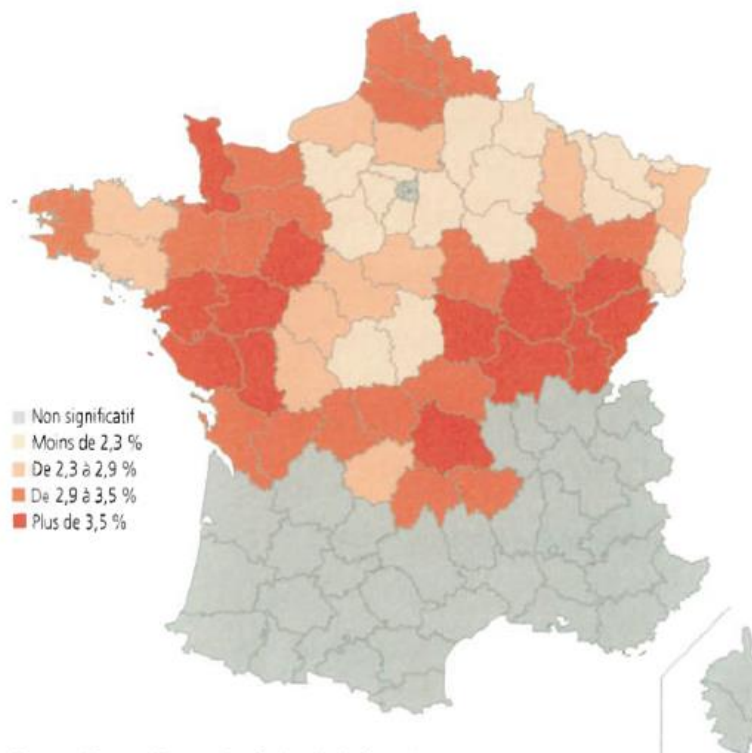 Non significatif
Moins de 2,3 %
De 2,3 à 2,9 %
De 2,9 à 3,5 %
Plus de 3,5 %